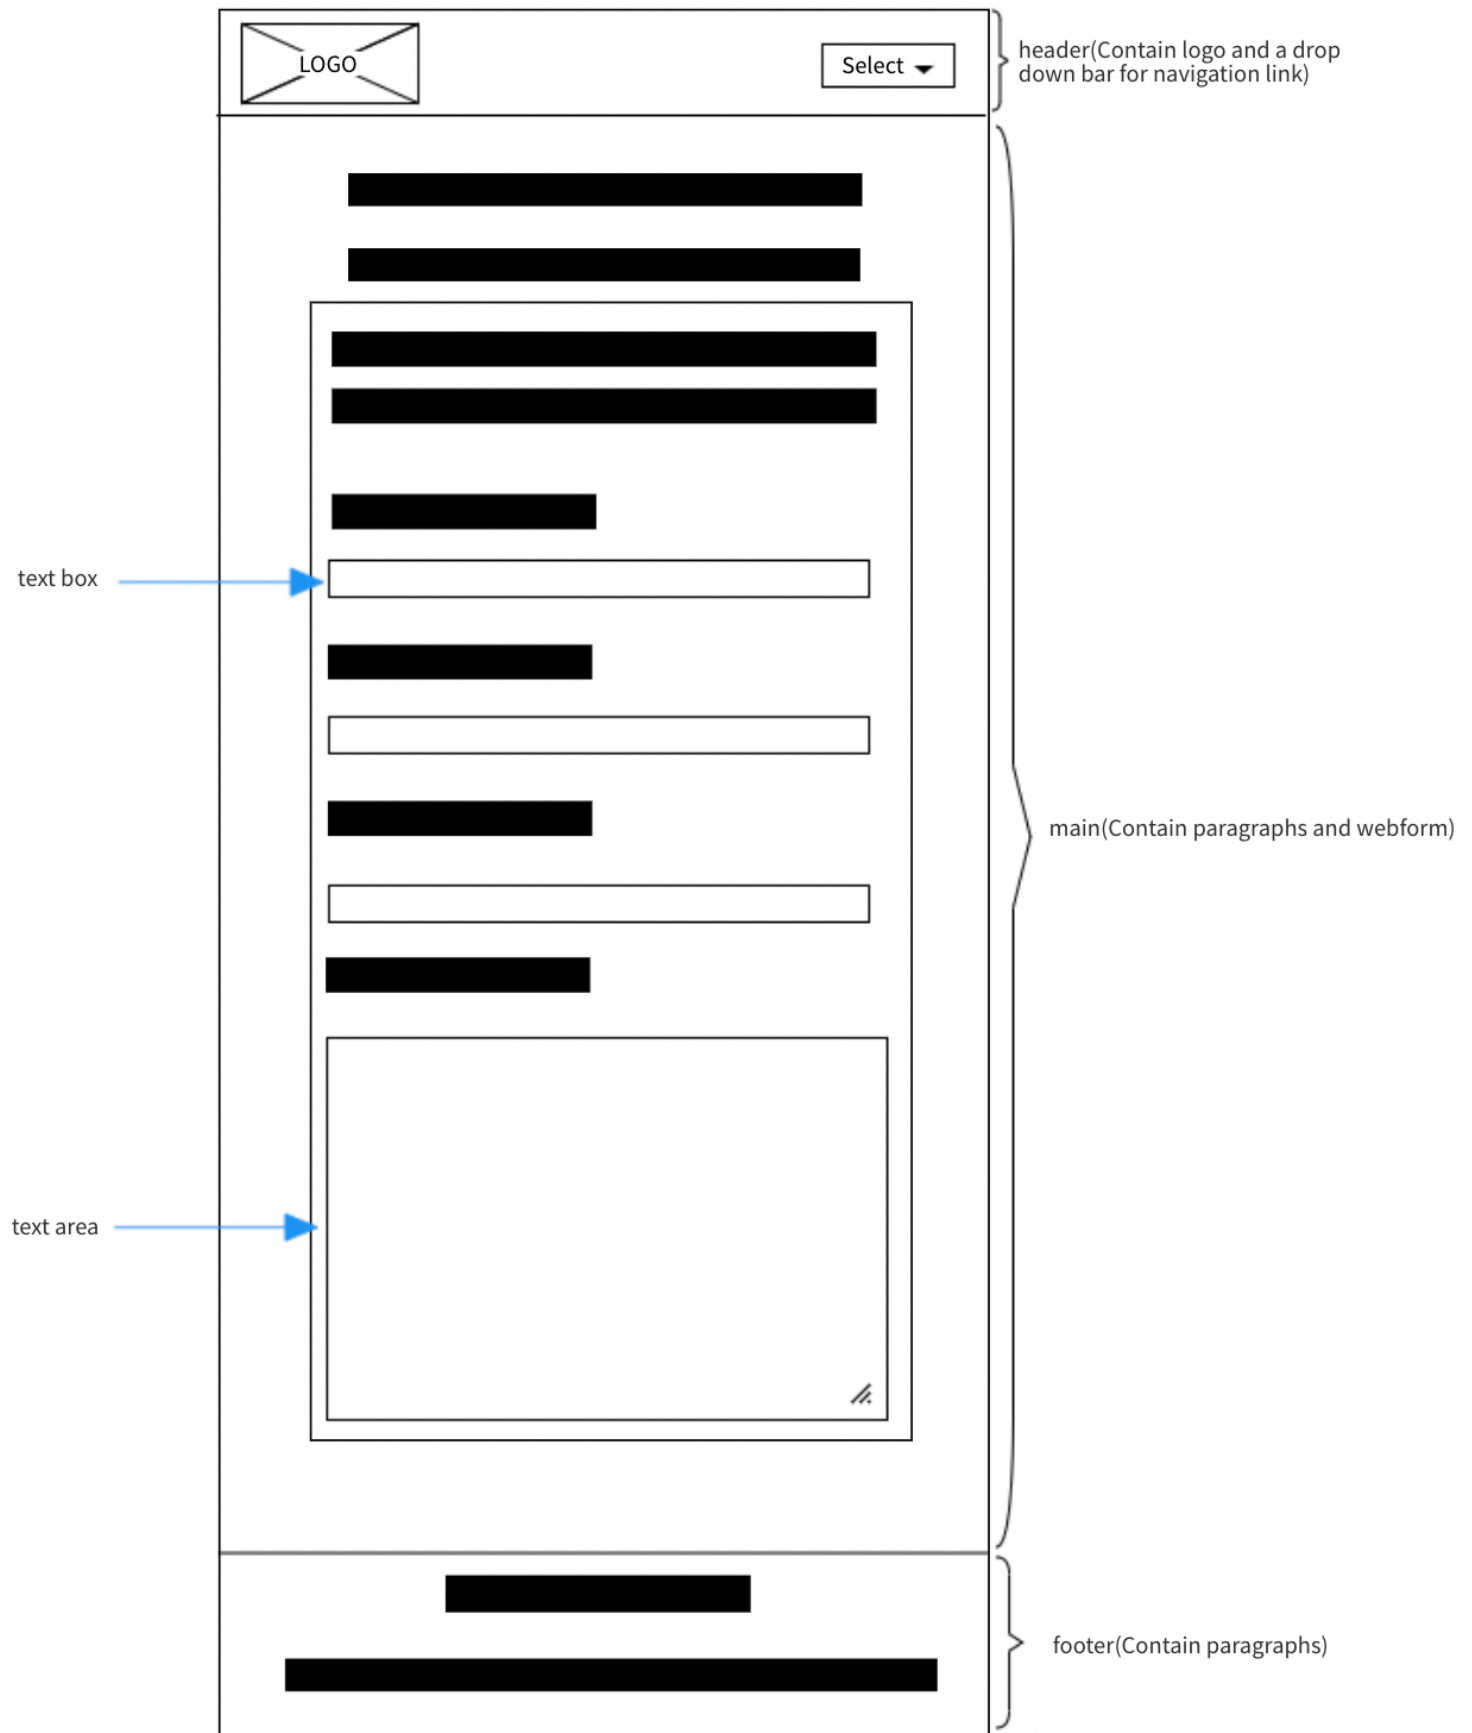 LOGO
Select
header(Contain logo and a drop
down bar for navigation link)
text box
main(Contain paragraphs and webform)
text area
footer(Contain paragraphs)